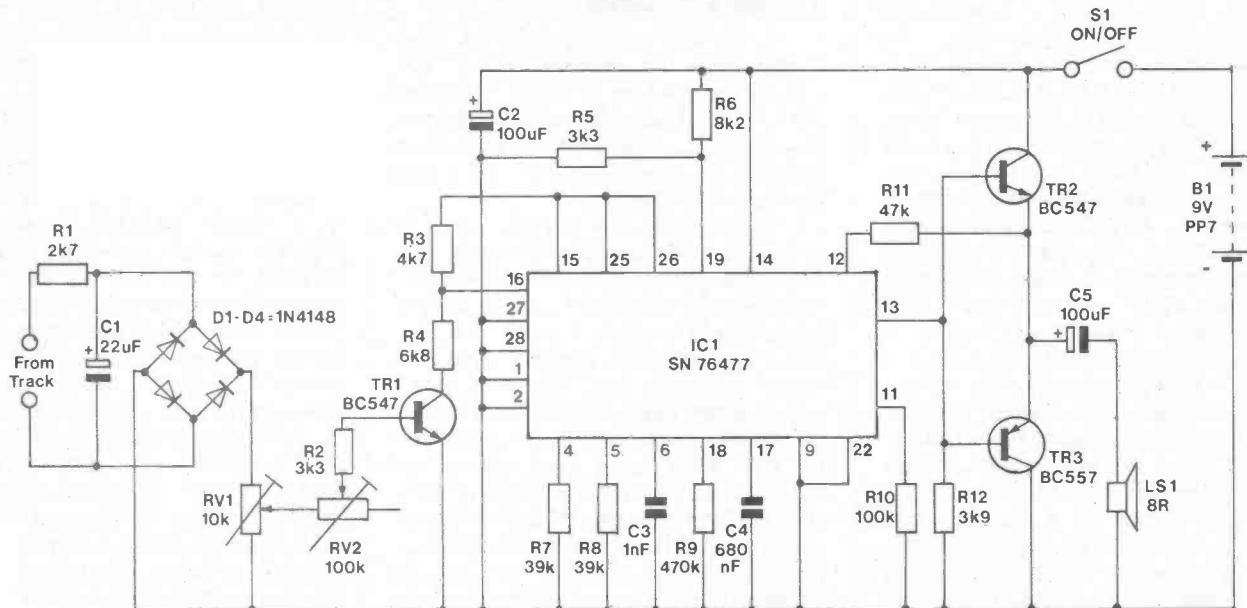 S1
ON/OFF
C2
100uF
R5
3k3
R6
8k2
TR2
BC547
B1
9V
PP7
+
-
R11
47k
R1
2k7
R3
4k7
15
25
26
19
14
12
16
27
28
1
2
13
11
IC1
SN 76477
C5
100uF
+
D1-D4=1N4148
C1
22uF
+
From
Track
R4
6k8
TR1
BC547
R2
3k3
4
5
6
18
17
9
22
TR3
BC557
LS1
8R
RV1
10k
RV2
100k
R7
39k
R8
39k
C3
1nF
R9
470k
C4
680
nF
R10
100k
R12
3k9
+